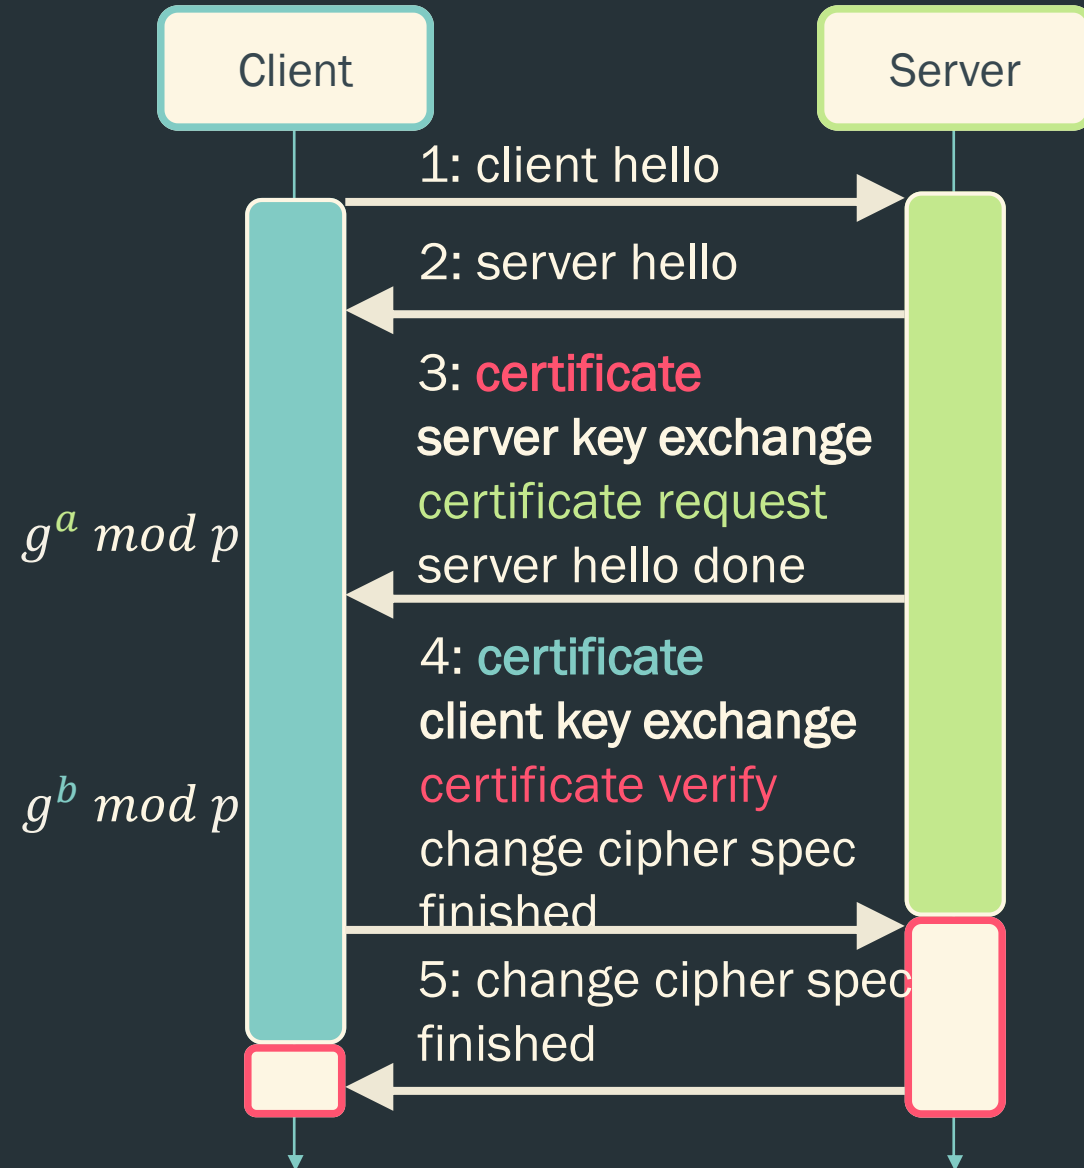 Client
Server
1: client hello
2: server hello
3: certificate
server key exchange
certificate request
server hello done
g^a mod p
4: certificate
client key exchange
certificate verify
change cipher spec
finished
g^b mod p
5: change cipher spec
finished